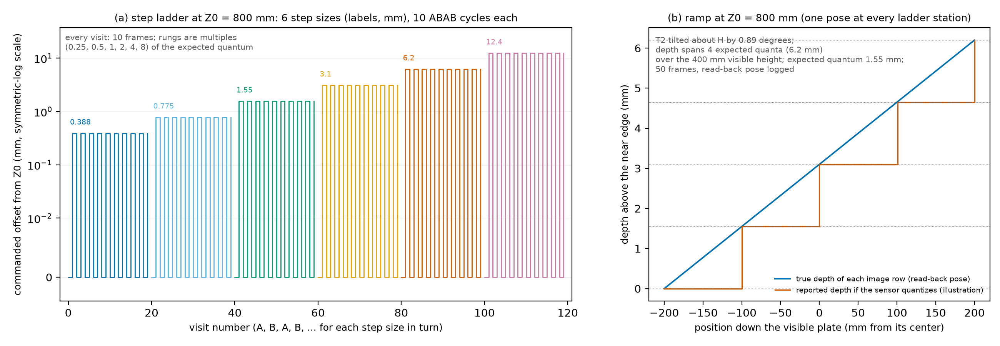 (a) step ladder at Z0 = 800 mm: 6 step sizes (labels, mm), 10 ABAB cycles each
every visit: 10 frames; rungs are multiples
(0.25, 0.5, 1, 2, 4, 8) of the expected quantum
commanded offset from Z0 (mm, symmetric-log scale)
10¹
10⁰
10⁻¹
10⁻²
0
0.388
0.775
1.55
3.1
6.2
12.4
0 20 40 60 80 100 120
visit number (A, B, A, B, ... for each step size in turn)
(b) ramp at Z0 = 800 mm (one pose at every ladder station)
T2 tilted about H by 0.89 degrees;
depth spans 4 expected quanta (6.2 mm)
over the 400 mm visible height; expected quantum 1.55 mm;
50 frames, read-back pose logged
depth above the near edge (mm)
6
5
4
3
2
1
0
true depth of each image row (read-back pose)
reported depth if the sensor quantizes (illustration)
−200 −150 −100 −50 0 50 100 150 200
position down the visible plate (mm from its center)